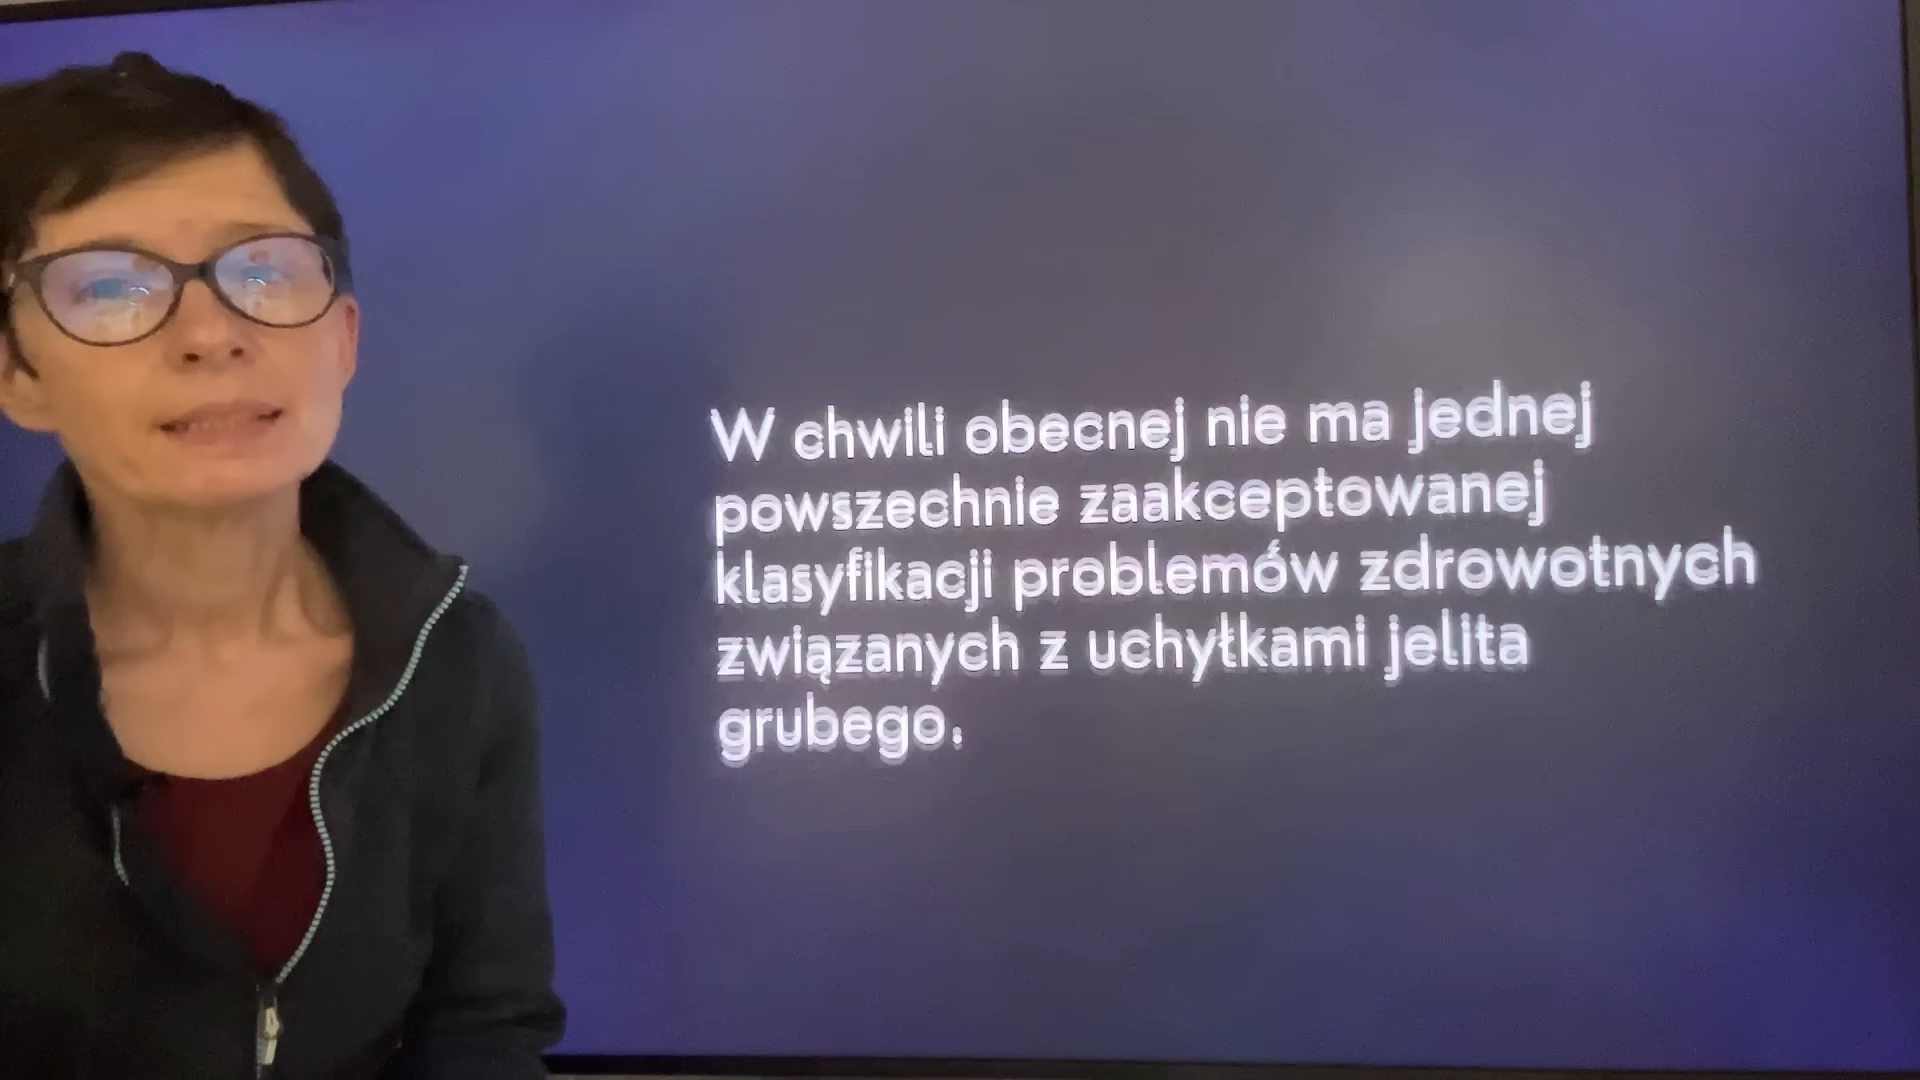 W chwili obecnej nie ma jednej
powszechnie zaakceptowanej
klasyfikacji problemów zdrowotnych
związanych z uchyłkami jelita
grubego.